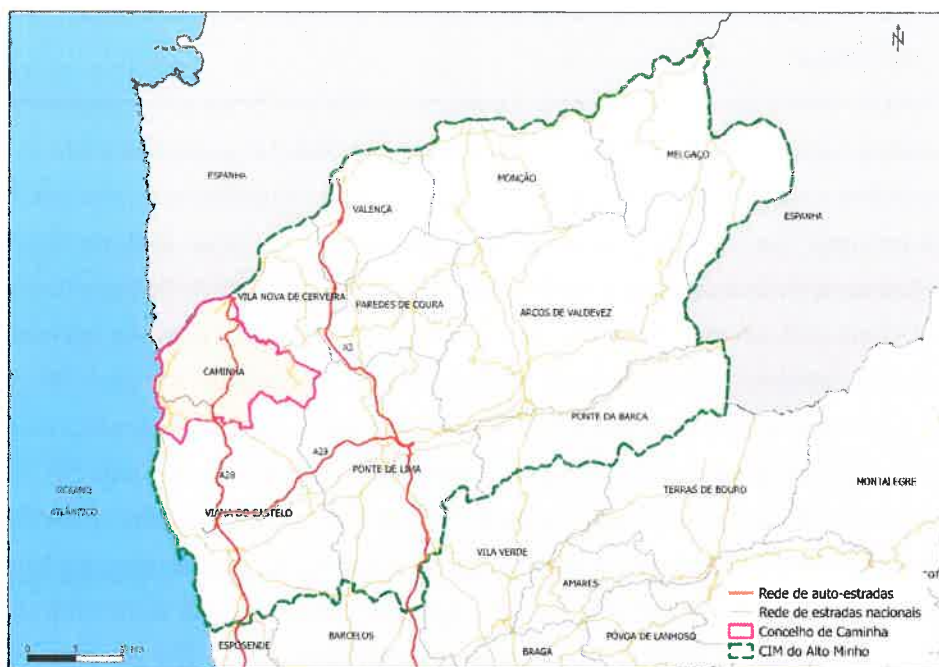 N
MELGAÇO
ESPANHA
MONÇÃO
VALENÇA
ESPANHA
VILA NOVA DE CERVEIRA
PAREDES DE COURA
ARCOS DE VALDEVEZ
A3
CAMINHA
PONTE DA BARCA
A28
PONTE DE LIMA
OCEANO
ATLÂNTICO
VIANA DO CASTELO
TERRAS DE BOURO
MONTALEGRE
VILA VERDE
AMARES
Rede de auto-estradas
Rede de estradas nacionais
Concelho de Caminha
CIM do Alto Minho
ESPOSENDE
BARCELOS
BRAGA
PÓVOA DE LANHOSO
0